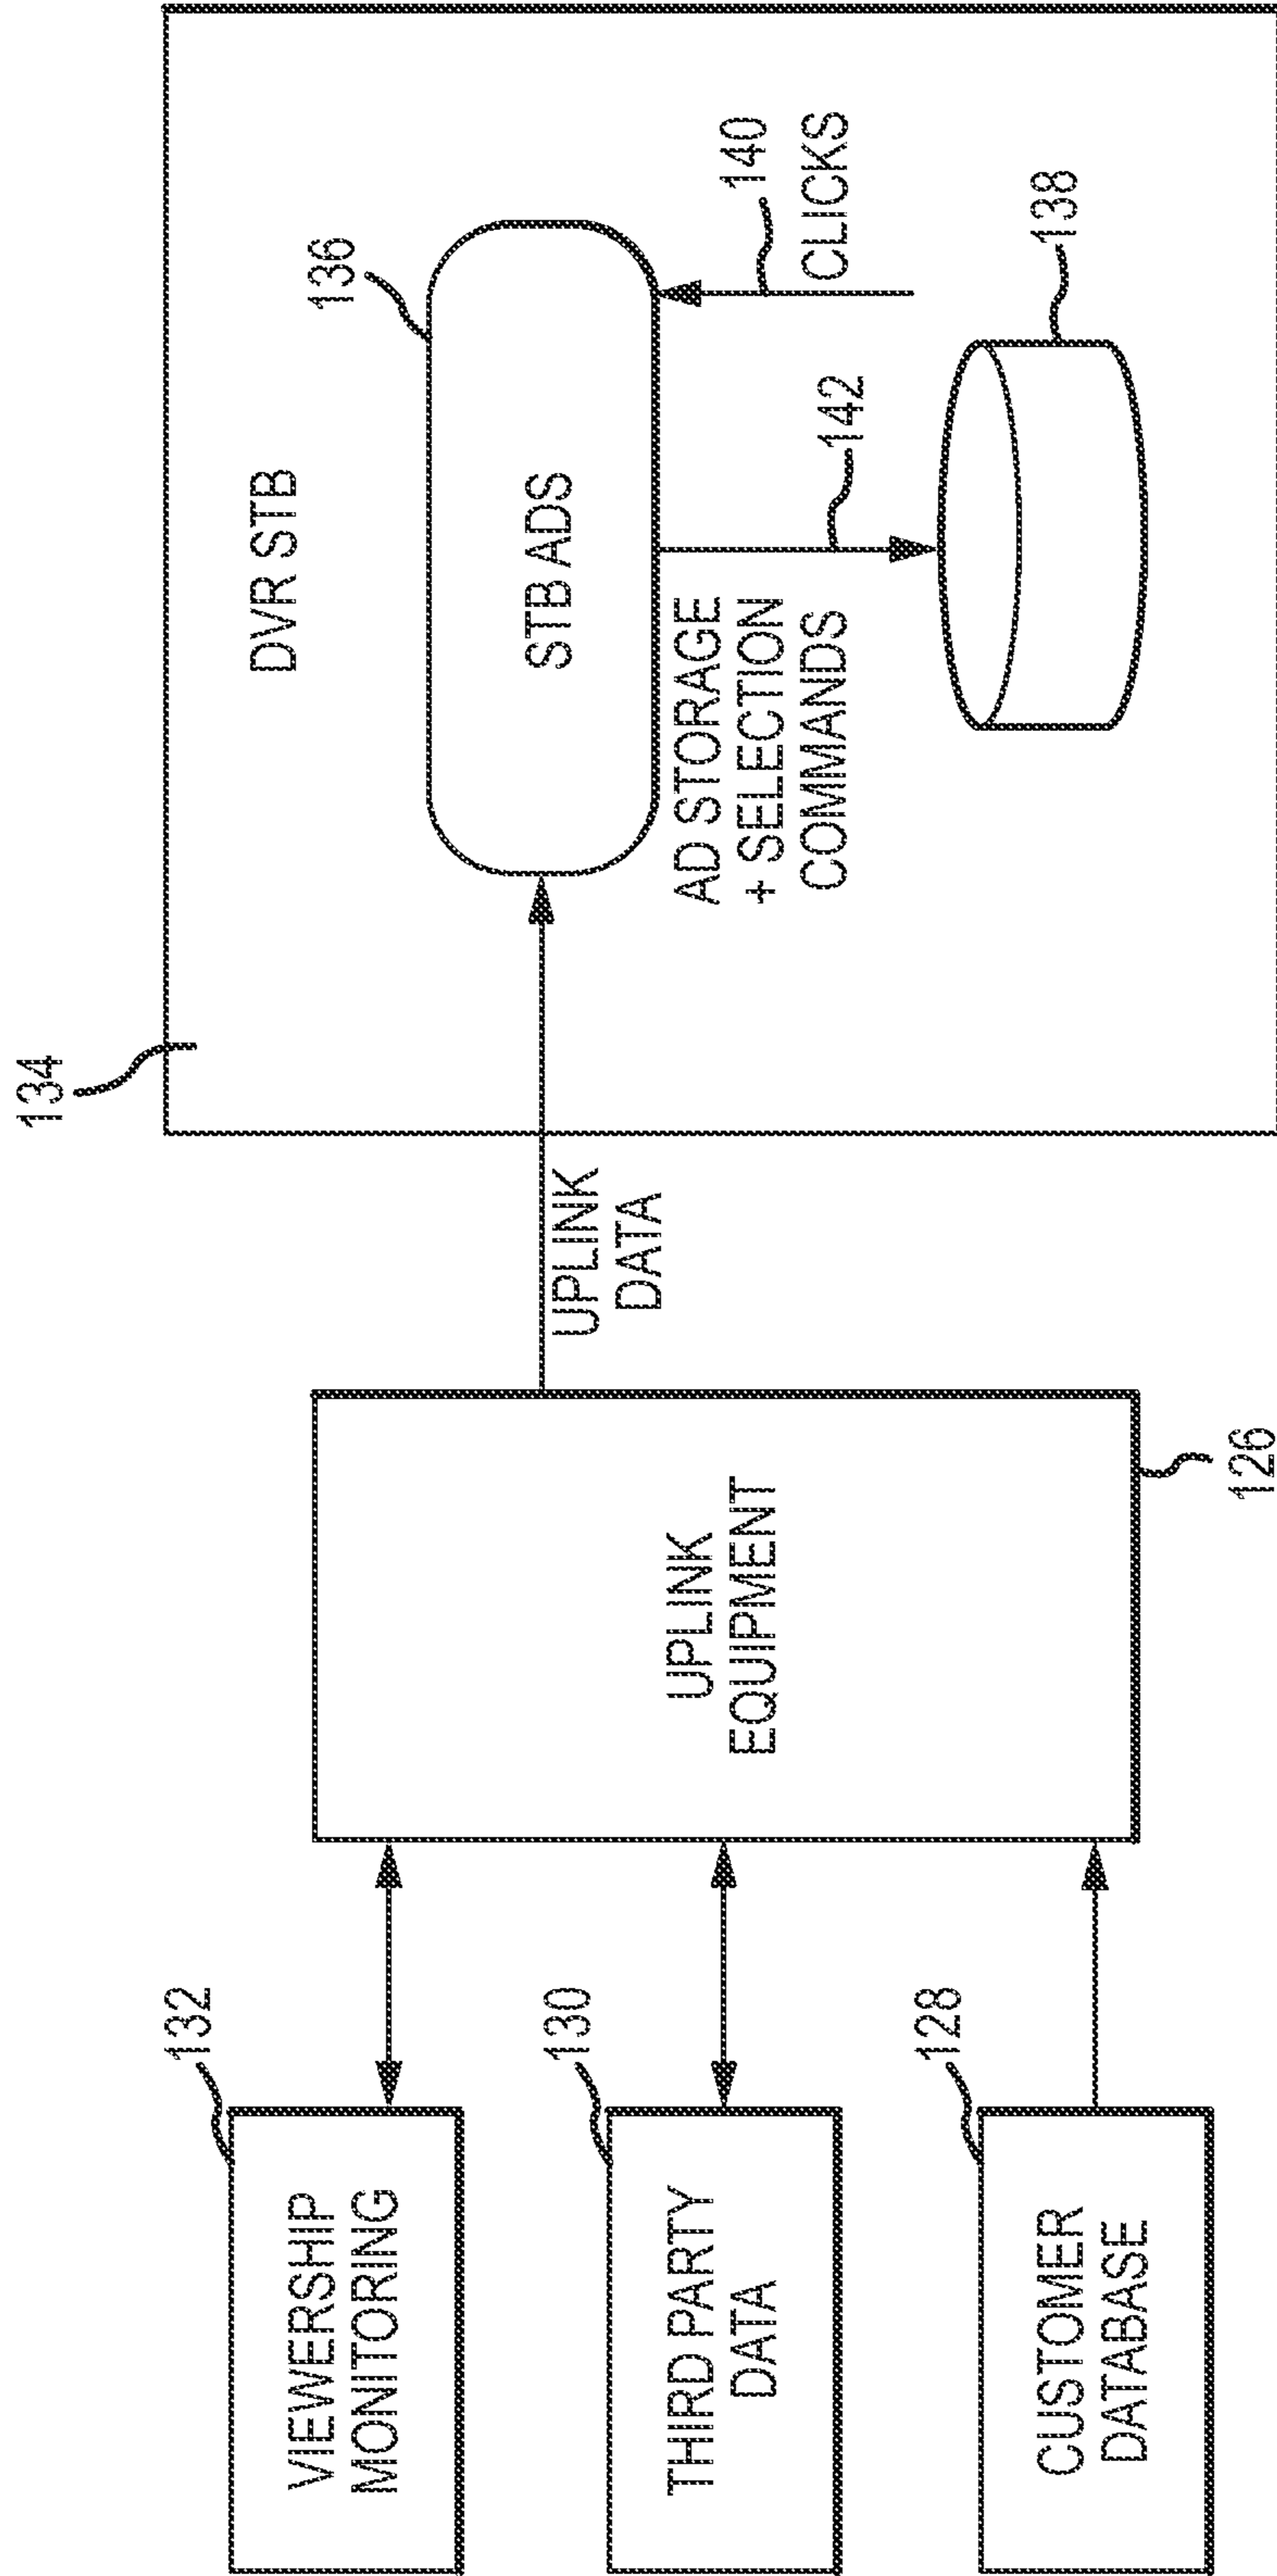 132
VIEWERSHIP
MONITORING
130
THIRD PARTY
DATA
128
CUSTOMER
DATABASE
UPLINK
EQUIPMENT
126
UPLINK
DATA
134
DVR STB
136
STB ADS
140
CLICKS
AD STORAGE
+ SELECTION
COMMANDS
142
138